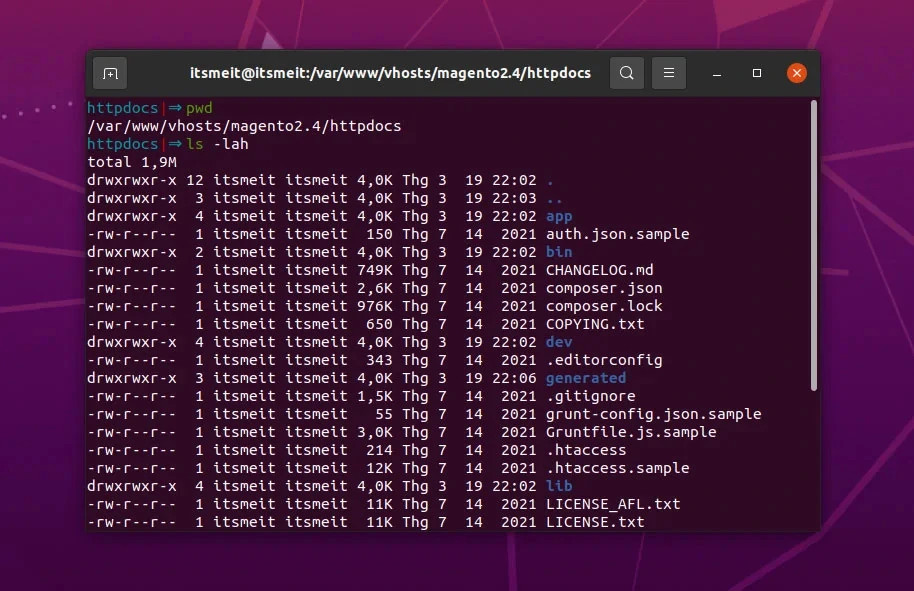 itsmeit@itsmeit:/var/www/vhosts/magento2.4/httpdocs
httpdocs|⇒ pwd
/var/www/vhosts/magento2.4/httpdocs
httpdocs|⇒ ls -lah
total 1,9M
drwxrwxr-x 12 itsmeit itsmeit 4,0K Thg 3  19 22:02 .
drwxrwxr-x  3 itsmeit itsmeit 4,0K Thg 3  19 22:03 ..
drwxrwxr-x  4 itsmeit itsmeit 4,0K Thg 3  19 22:02 app
-rw-r--r--  1 itsmeit itsmeit  150 Thg 7  14  2021 auth.json.sample
drwxrwxr-x  2 itsmeit itsmeit 4,0K Thg 3  19 22:02 bin
-rw-r--r--  1 itsmeit itsmeit 749K Thg 7  14  2021 CHANGELOG.md
-rw-r--r--  1 itsmeit itsmeit 2,6K Thg 7  14  2021 composer.json
-rw-r--r--  1 itsmeit itsmeit 976K Thg 7  14  2021 composer.lock
-rw-r--r--  1 itsmeit itsmeit  650 Thg 7  14  2021 COPYING.txt
drwxrwxr-x  4 itsmeit itsmeit 4,0K Thg 3  19 22:02 dev
-rw-r--r--  1 itsmeit itsmeit  343 Thg 7  14  2021 .editorconfig
drwxrwxr-x  3 itsmeit itsmeit 4,0K Thg 3  19 22:06 generated
-rw-r--r--  1 itsmeit itsmeit 1,5K Thg 7  14  2021 .gitignore
-rw-r--r--  1 itsmeit itsmeit   55 Thg 7  14  2021 grunt-config.json.sample
-rw-r--r--  1 itsmeit itsmeit 3,0K Thg 7  14  2021 Gruntfile.js.sample
-rw-r--r--  1 itsmeit itsmeit  214 Thg 7  14  2021 .htaccess
-rw-r--r--  1 itsmeit itsmeit  12K Thg 7  14  2021 .htaccess.sample
drwxrwxr-x  4 itsmeit itsmeit 4,0K Thg 3  19 22:02 lib
-rw-r--r--  1 itsmeit itsmeit  11K Thg 7  14  2021 LICENSE_AFL.txt
-rw-r--r--  1 itsmeit itsmeit  11K Thg 7  14  2021 LICENSE.txt